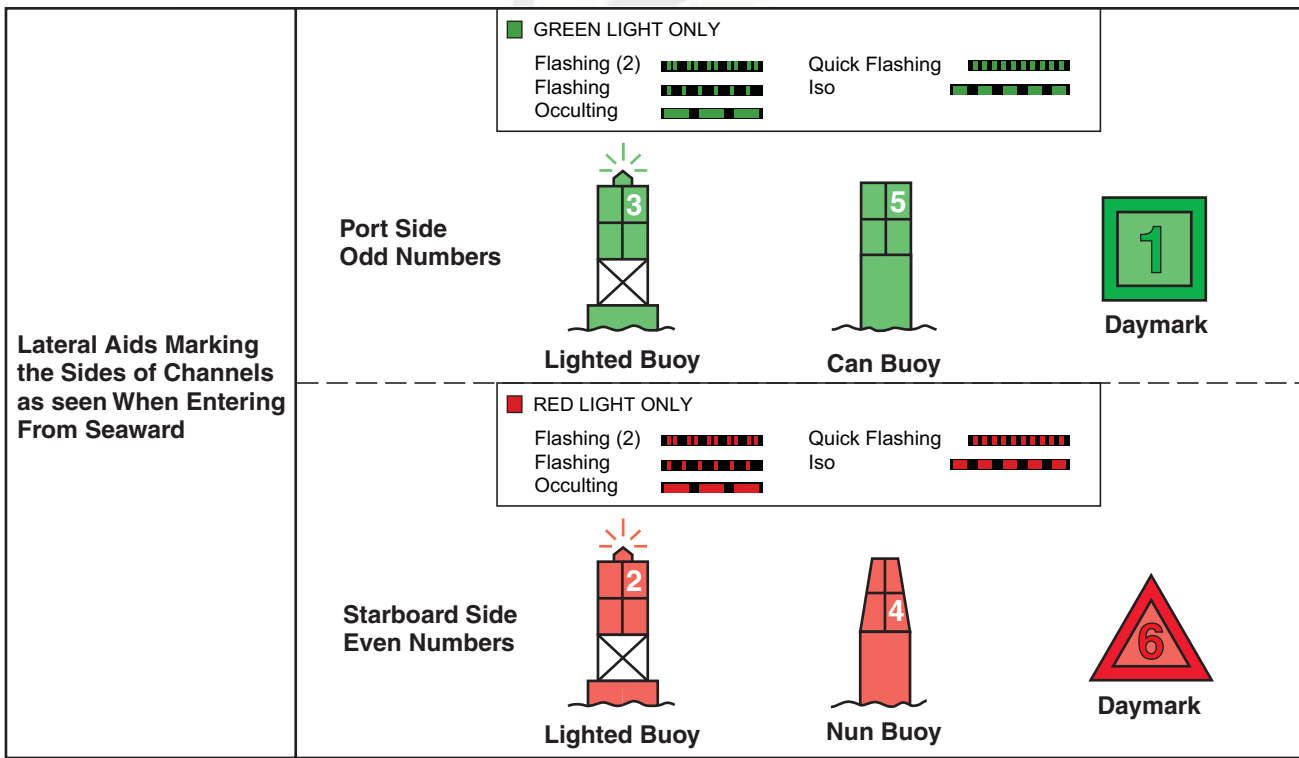 Lateral Aids Marking
the Sides of Channels
as seen When Entering
From Seaward
GREEN LIGHT ONLY
Flashing (2)
Quick Flashing
Flashing
Iso
Occulting
Port Side
Odd Numbers
3
5
1
Lighted Buoy
Can Buoy
Daymark
RED LIGHT ONLY
Flashing (2)
Quick Flashing
Flashing
Iso
Occulting
Starboard Side
Even Numbers
2
4
6
Lighted Buoy
Nun Buoy
Daymark